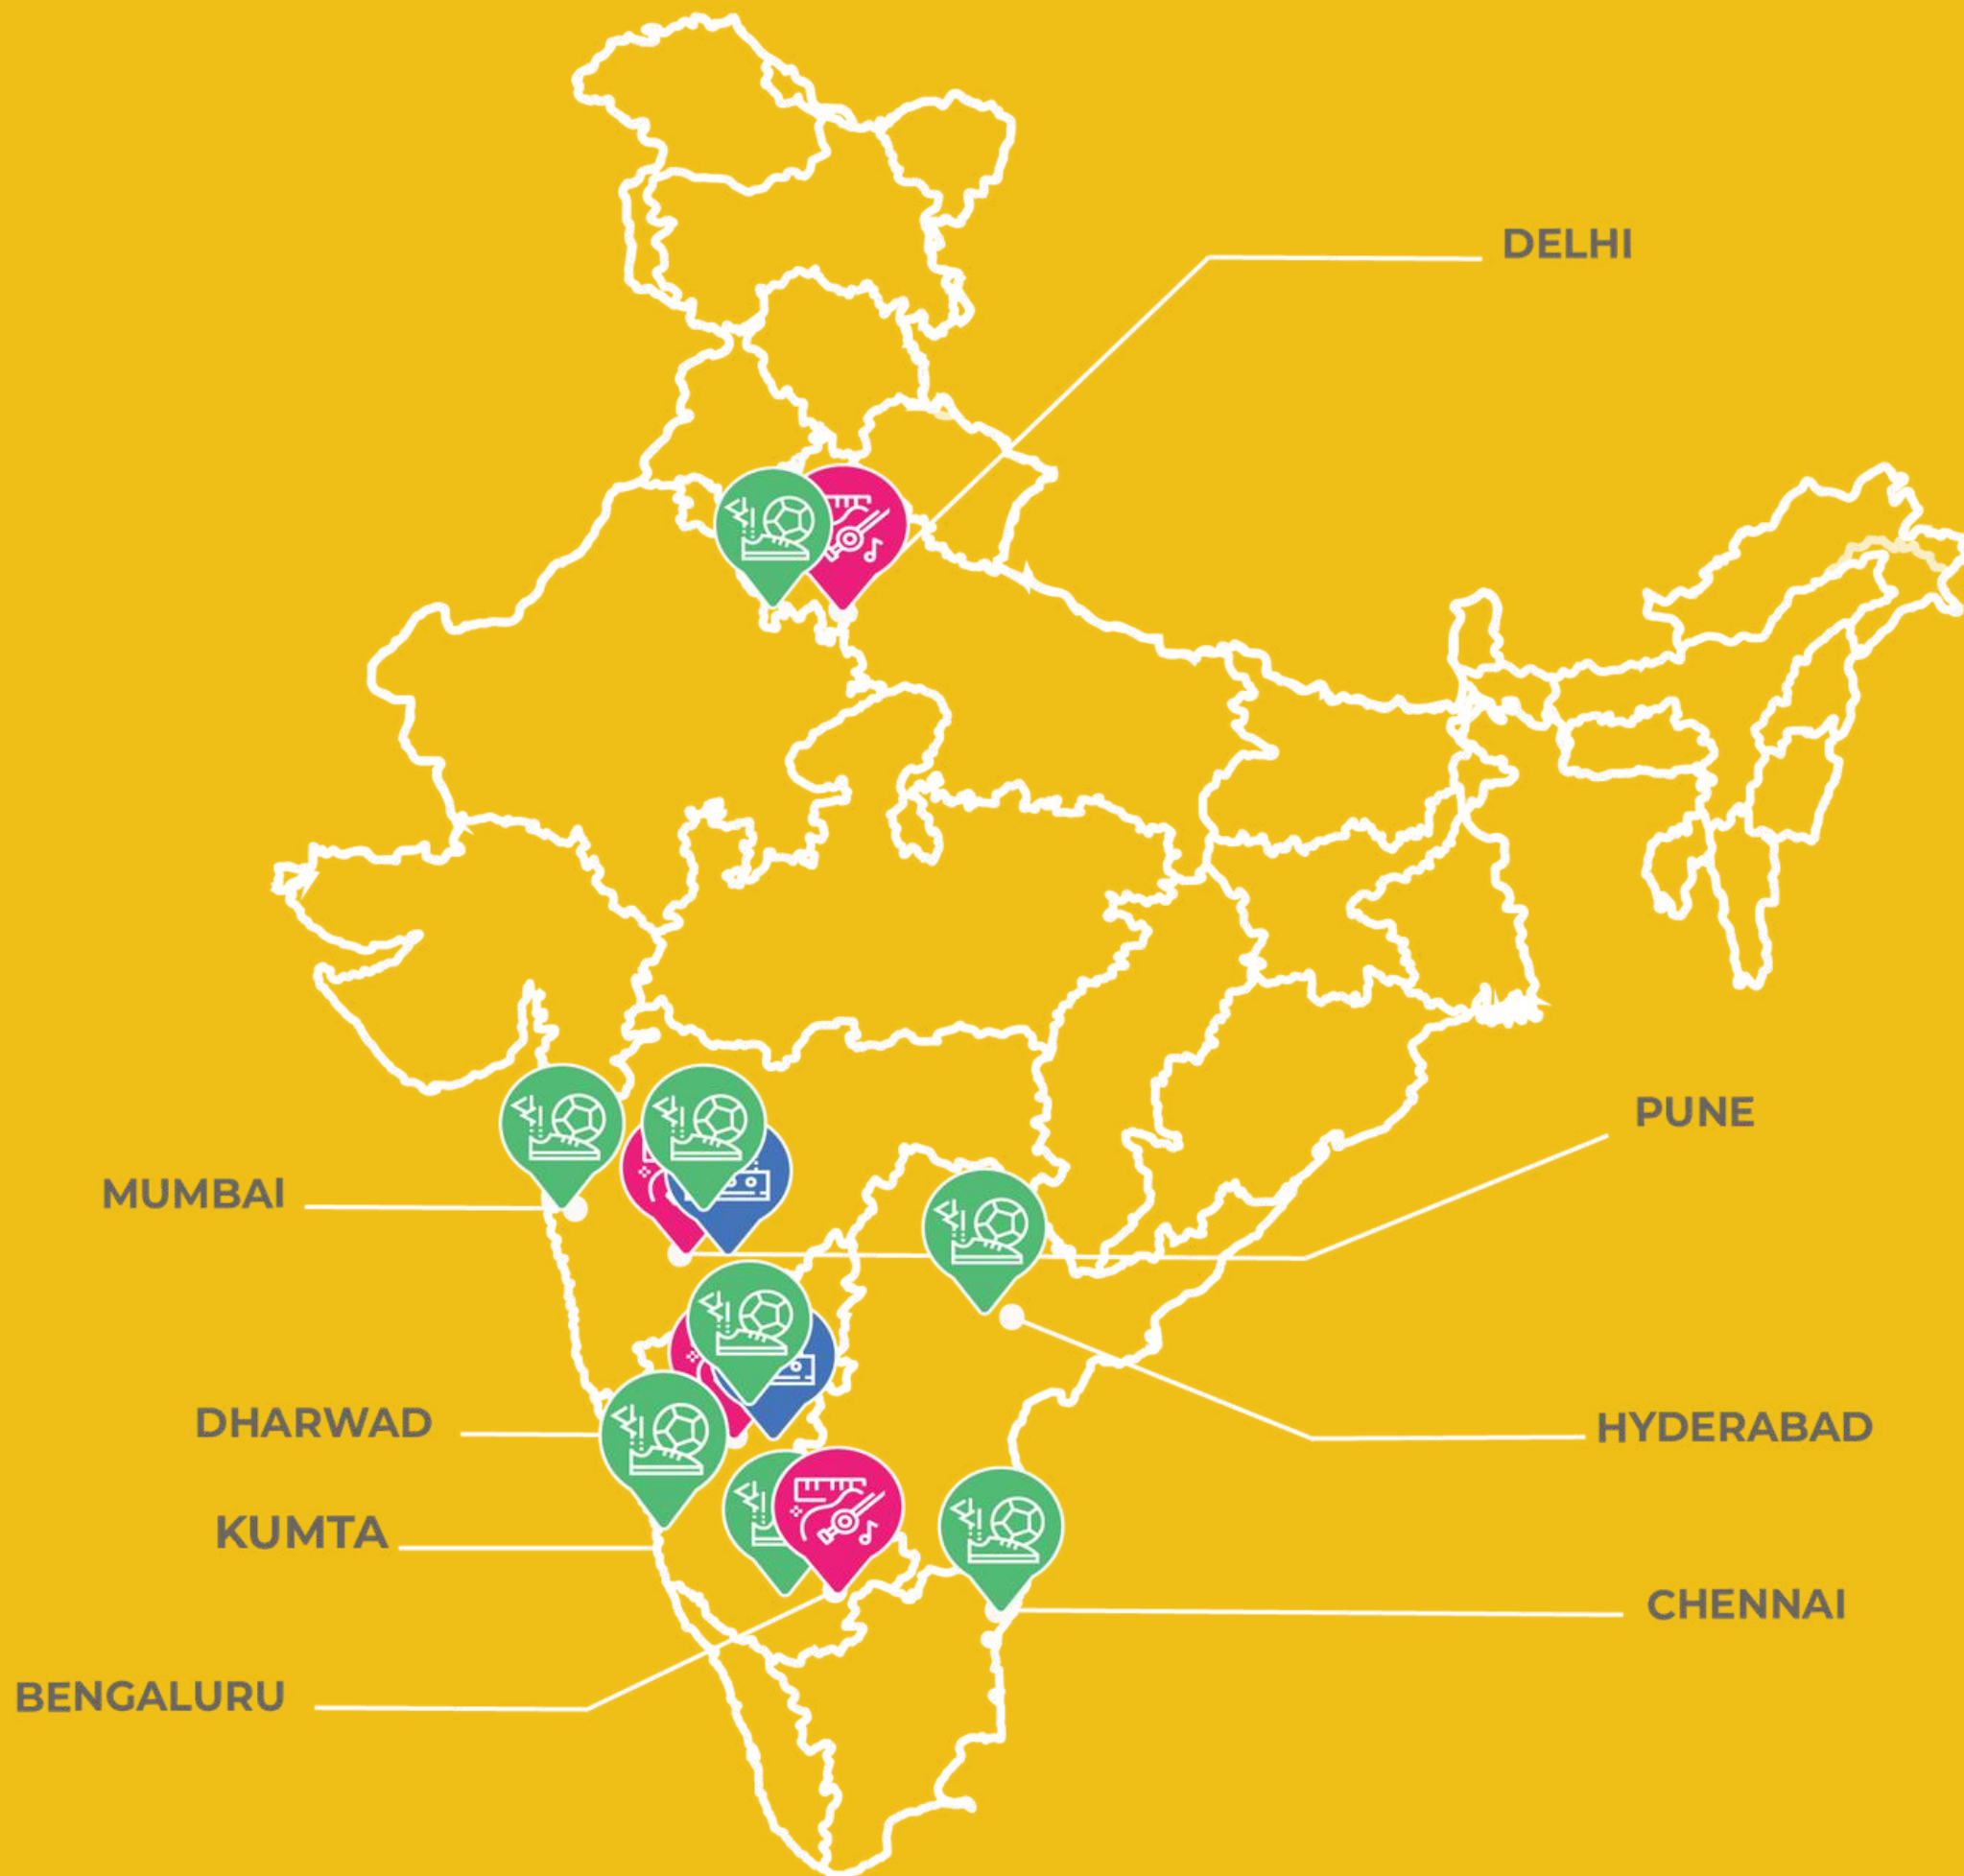 DELHI
PUNE
MUMBAI
DHARWAD
HYDERABAD
KUMTA
CHENNAI
BENGALURU